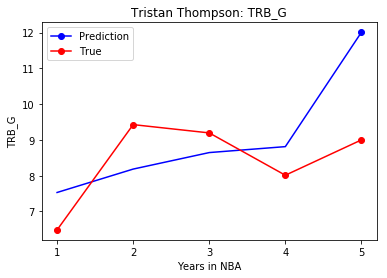 Tristan Thompson: TRB_G
Prediction
True
12
11
10
9
8
7
TRB_G
1 2 3 4 5
Years in NBA